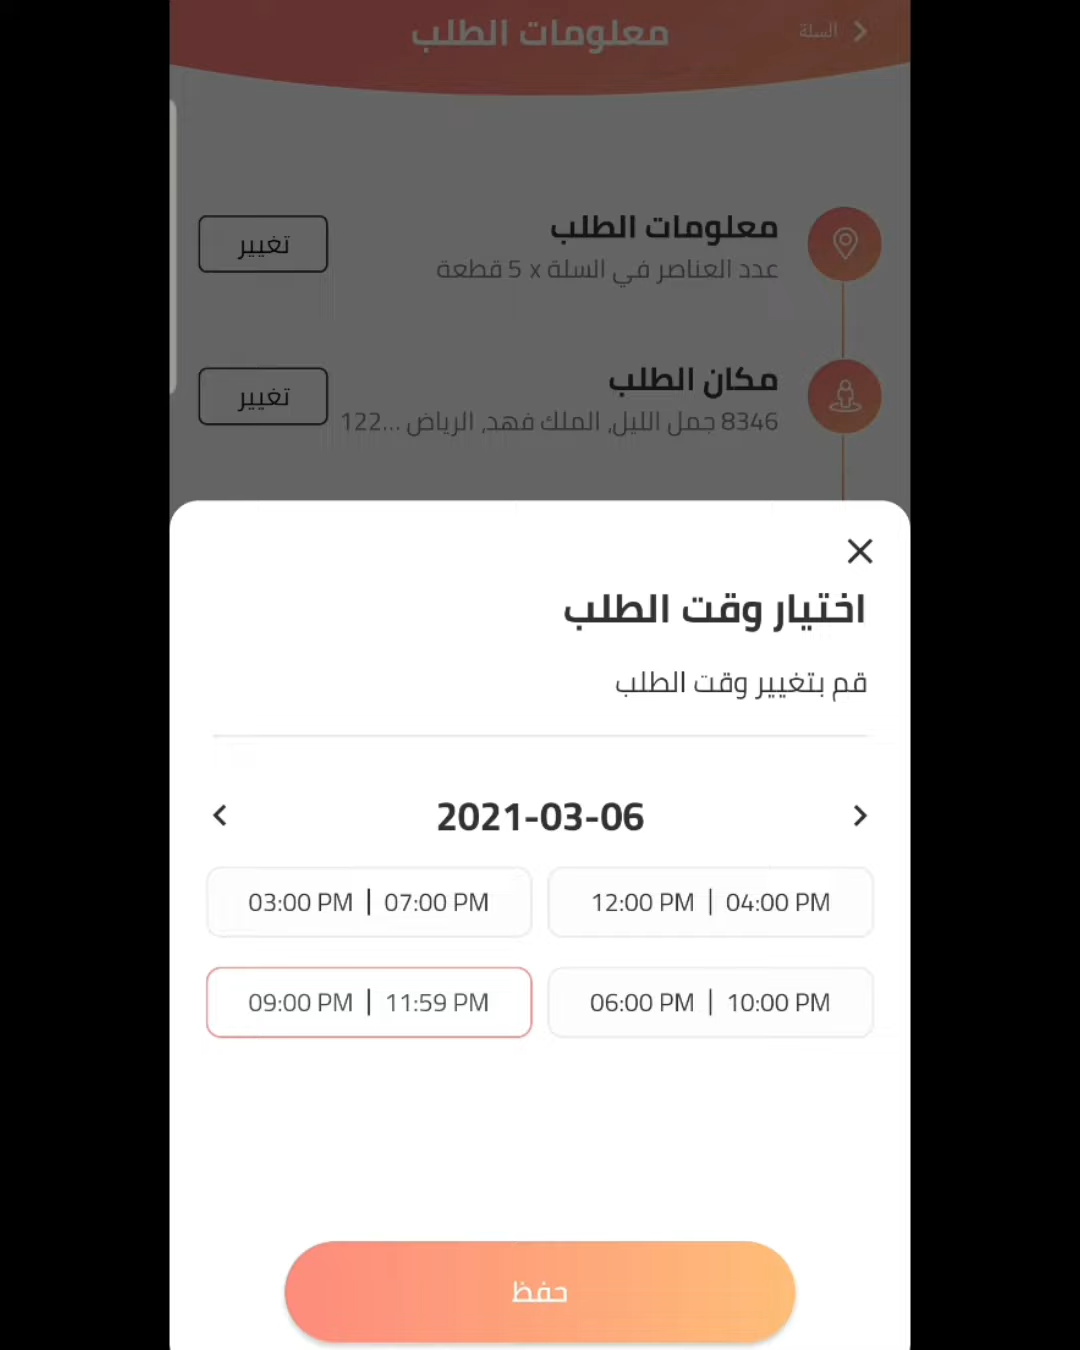 السلة
معلومات الطلب
معلومات الطلب
عدد العناصر في السلة x 5 قطعة
تغيير
مكان الطلب
8346 جمل الليل, الملك فهد, الرياض 122...
تغيير
اختيار وقت الطلب
قم بتغيير وقت الطلب
2021-03-06
12:00 PM | 04:00 PM
03:00 PM | 07:00 PM
06:00 PM | 10:00 PM
09:00 PM | 11:59 PM
حفظ